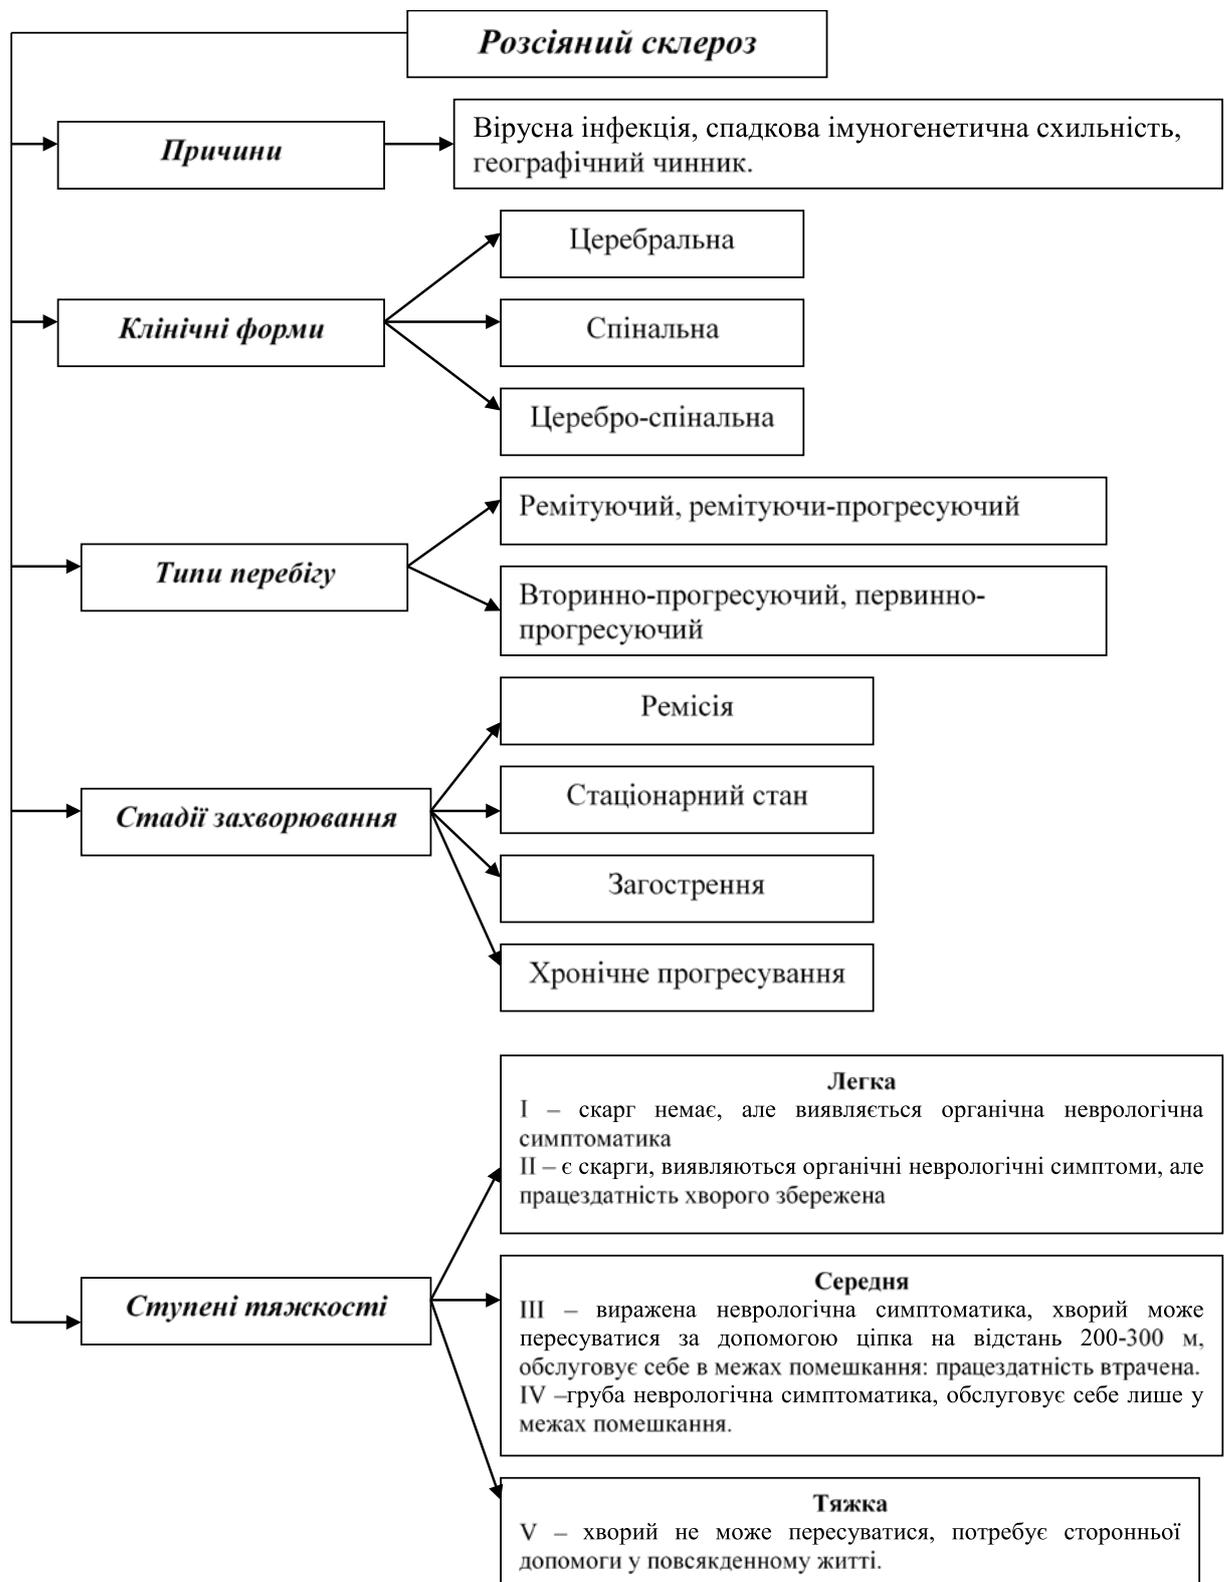 Розсіяний склероз
Причини
Вірусна інфекція, спадкова імуногенетична схильність,
географічний чинник.
Клінічні форми
Церебральна
Спінальна
Церебро-спінальна
Типи перебігу
Ремітуючий, ремітуючи-прогресуючий
Вторинно-прогресуючий, первинно-
прогресуючий
Стадії захворювання
Ремісія
Стаціонарний стан
Загострення
Хронічне прогресування
Ступені тяжкості
Легка
I – скарг немає, але виявляється органічна неврологічна
симптоматика
II – є скарги, виявляються органічні неврологічні симптоми, але
працездатність хворого збережена
Середня
III – виражена неврологічна симптоматика, хворий може
пересуватися за допомогою ціпка на відстань 200-300 м,
обслуговує себе в межах помешкання: працездатність втрачена.
IV –груба неврологічна симптоматика, обслуговує себе лише у
межах помешкання.
Тяжка
V – хворий не може пересуватися, потребує сторонньої
допомоги у повсякденному житті.